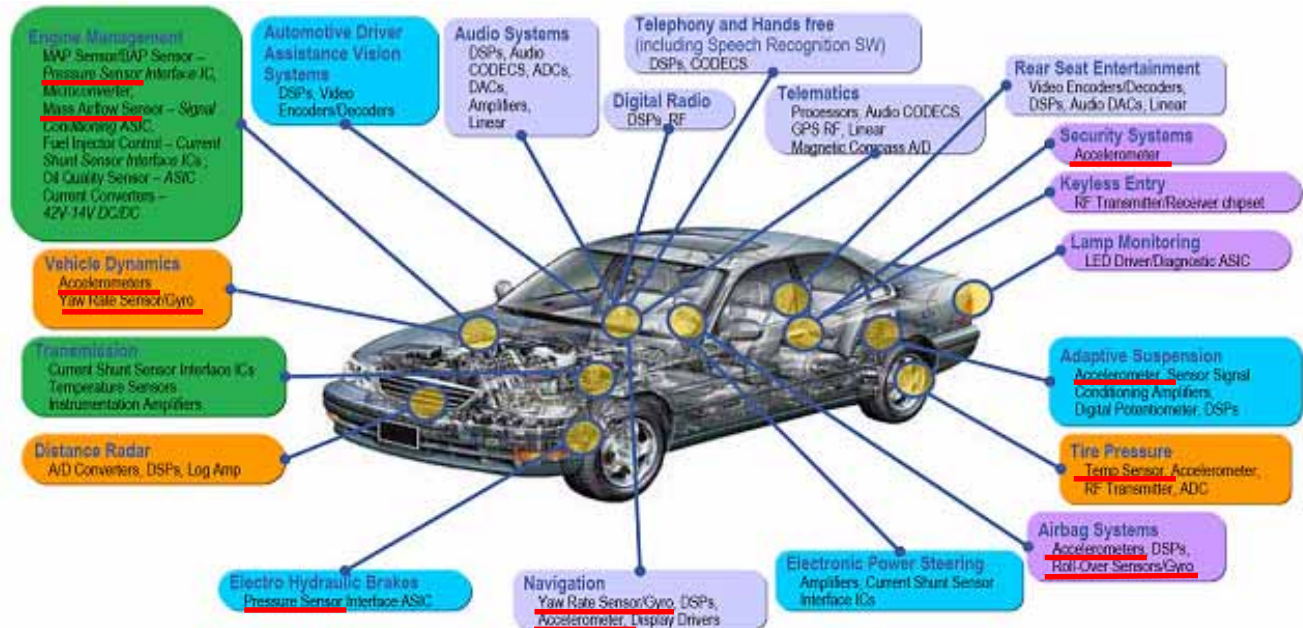 Engine Management
MAP Sensor/BAP Sensor –
Pressure Sensor Interface IC,
Microconverter,
Mass Airflow Sensor – Signal
Conditioning ASIC,
Fuel Injector Control – Current
Shunt Sensor Interface ICs ;
Oil Quality Sensor – ASIC
Current Converters –
42V-14V DC/DC
Automotive Driver
Assistance Vision
Systems
DSPs, Video
Encoders/Decoders
Audio Systems
DSPs, Audio
CODECS, ADCs,
DACs,
Amplifiers,
Linear
Telephony and Hands free
(including Speech Recognition SW)
DSPs, CODECS
Digital Radio
DSPs, RF
Telematics
Processors, Audio CODECS,
GPS RF, Linear
Magnetic Compass A/D
Rear Seat Entertainment
Video Encoders/Decoders,
DSPs, Audio DACs, Linear
Security Systems
Accelerometer
Keyless Entry
RF Transmitter/Receiver chipset
Lamp Monitoring
LED Driver/Diagnostic ASIC
Vehicle Dynamics
Accelerometers
Yaw Rate Sensor/Gyro
Transmission
Current Shunt Sensor Interface ICs
Temperature Sensors
Instrumentation Amplifiers
Distance Radar
A/D Converters, DSPs, Log Amp
Adaptive Suspension
Accelerometer, Sensor Signal
Conditioning Amplifiers,
Digital Potentiometer, DSPs
Tire Pressure
Temp Sensor, Accelerometer,
RF Transmitter, ADC
Airbag Systems
Accelerometers, DSPs,
Roll-Over Sensors/Gyro
Electro Hydraulic Brakes
Pressure Sensor Interface ASIC
Navigation
Yaw Rate Sensor/Gyro, DSPs,
Accelerometer, Display Drivers
Electronic Power Steering
Amplifiers, Current Shunt Sensor
Interface ICs